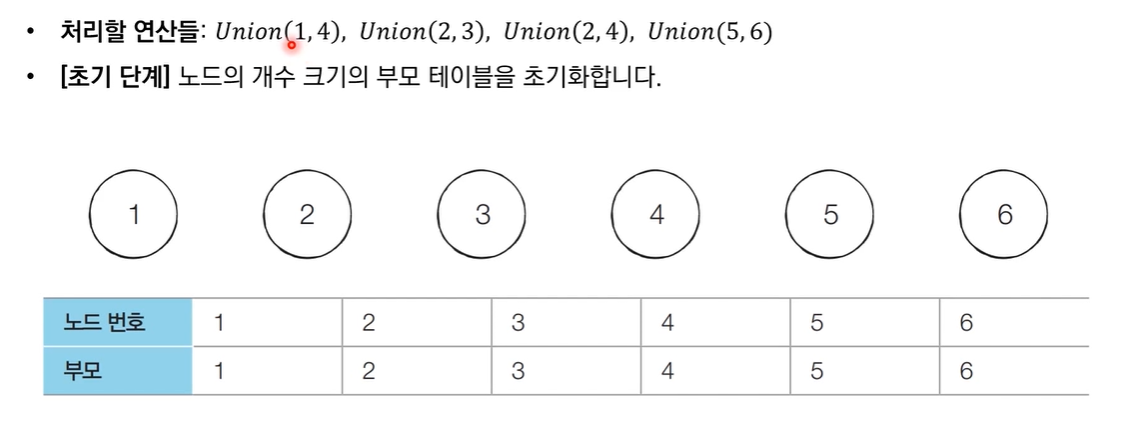 • 처리할 연산들: Union(1, 4), Union(2, 3), Union(2, 4), Union(5, 6)
• [초기 단계] 노드의 개수 크기의 부모 테이블을 초기화합니다.
1 2 3 4 5 6
노드 번호 1 2 3 4 5 6
부모 1 2 3 4 5 6